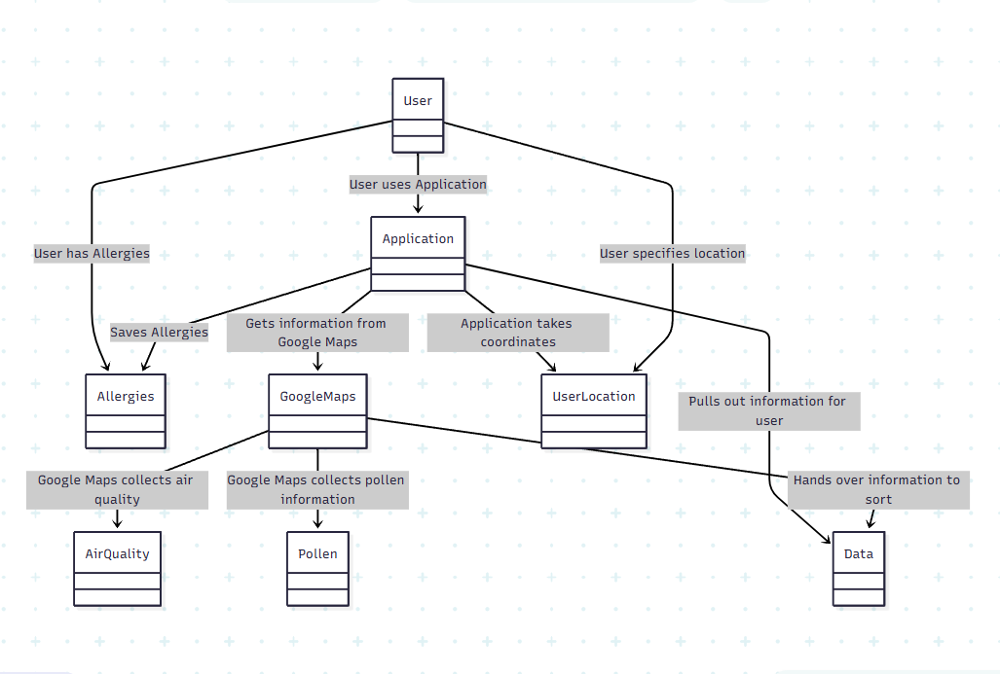 User
User uses Application
Application
User has Allergies
User specifies location
Saves Allergies
Gets information from
Google Maps
Application takes
coordinates
Allergies
GoogleMaps
UserLocation
Pulls out information for
user
Google Maps collects air
quality
Google Maps collects pollen
information
Hands over information to
sort
AirQuality
Pollen
Data